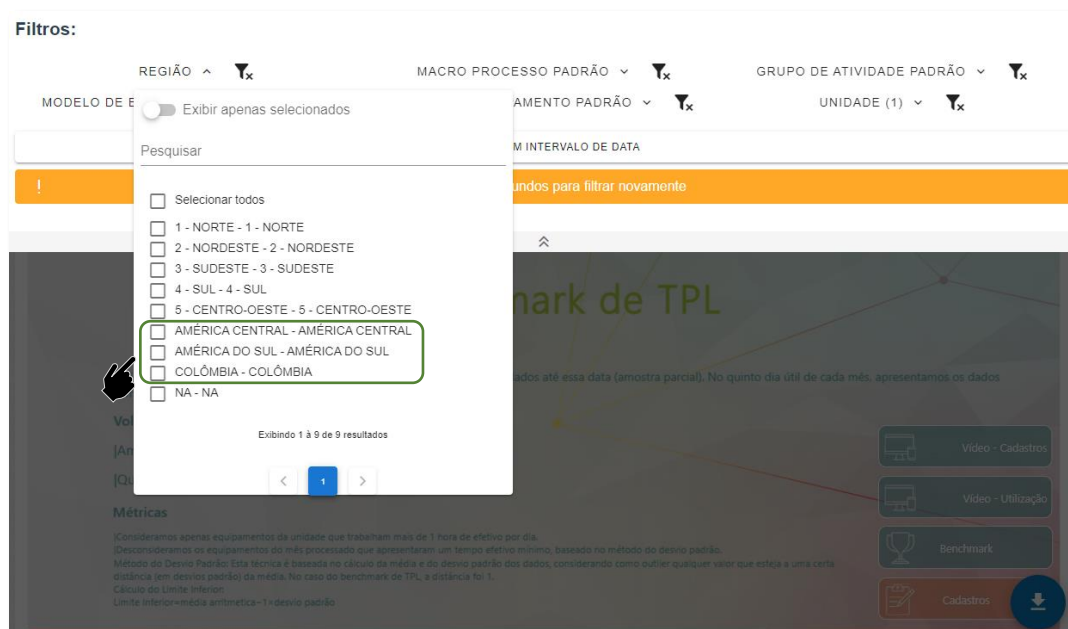 Filtros:
REGIÃO MACRO PROCESSO PADRÃO GRUPO DE ATIVIDADE PADRÃO
MODELO DE E AMENTO PADRÃO UNIDADE (1)
Exibir apenas selecionados
Pesquisar
M INTERVALO DE DATA
! undos para filtrar novamente
Selecionar todos
1 - NORTE - 1 - NORTE
2 - NORDESTE - 2 - NORDESTE
3 - SUDESTE - 3 - SUDESTE
4 - SUL - 4 - SUL
5 - CENTRO-OESTE - 5 - CENTRO-OESTE
AMÉRICA CENTRAL - AMÉRICA CENTRAL
AMÉRICA DO SUL - AMÉRICA DO SUL
COLÔMBIA - COLÔMBIA
NA - NA
Exibindo 1 à 9 de 9 resultados
1
mark de TPL
dados até essa data (amostra parcial). No quinto dia útil de cada mês, apresentamos os dados
Vol
|Am
|Qu
Métricas
|Consideramos apenas equipamentos da unidade que trabalham mais de 1 hora de efetivo por dia.
|Desconsideramos os equipamentos do mês processado que apresentaram um tempo efetivo mínimo, baseado no método do desvio padrão.
Método do Desvio Padrão: Esta técnica é baseada no cálculo da média e do desvio padrão dos dados, considerando como outlier qualquer valor que esteja a uma certa
distância (em desvios padrão) da média. No caso do benchmark de TPL, a distância foi 1.
Cálculo do Limite Inferior:
Limite Inferior=média arritmetica−1×desvio padrão
Vídeo - Cadastros
Vídeo - Utilização
Benchmark
Cadastros